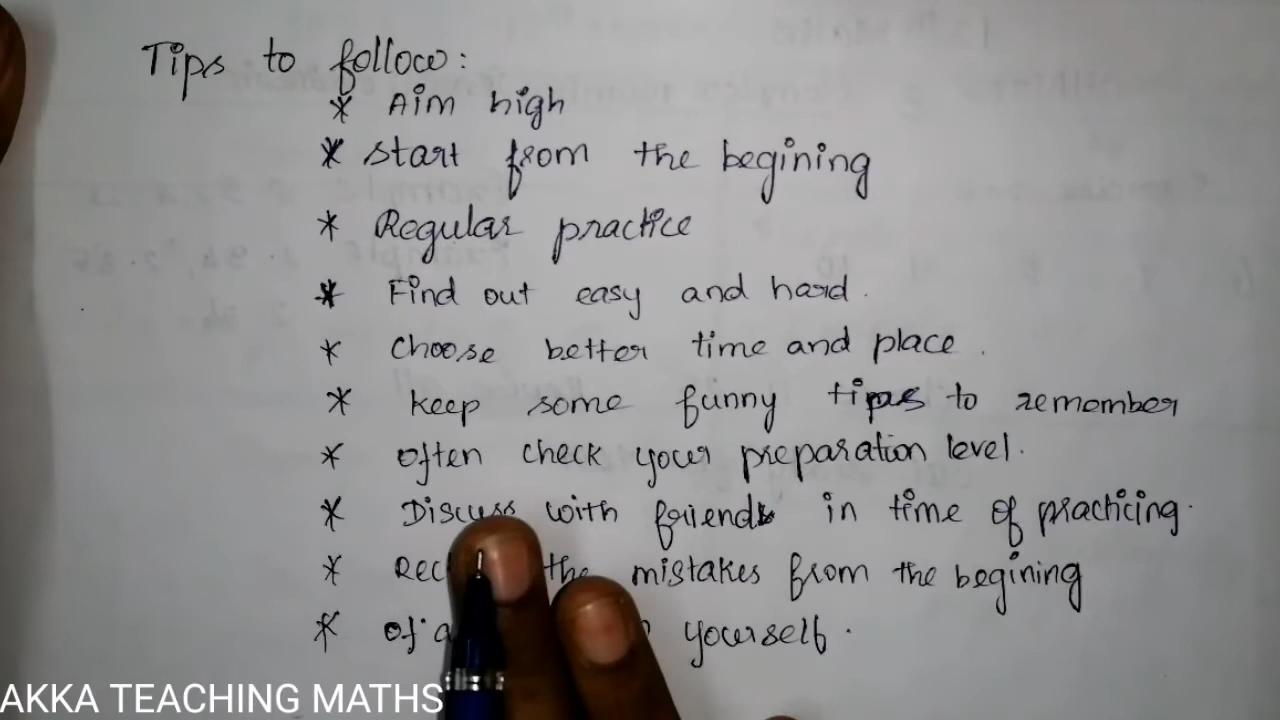 Tips to follow:
* Aim high
* start from the begining
* Regular practice
* Find out easy and hard.
* choose better time and place.
* keep some funny tips to remember
* often check your preparation level.
* Discuss with friends in time of practicing.
* the mistakes from the begining
* yourself.
AKKA TEACHING MATHS